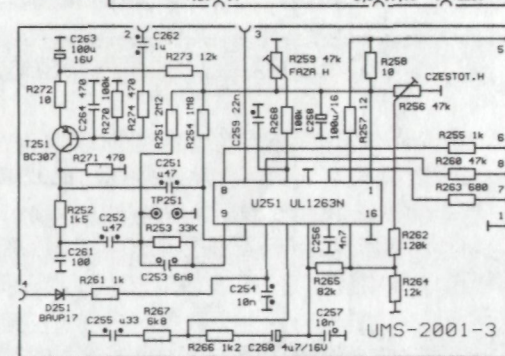 2
3
C263
100u
16V
C262
1u
R273 12k
R259 47k
FAZA H
R258
10
5
CZESTOT.H
R256 47k
R272
10
C264 470
R270 100k
R274 470
R251 2M2
R254 1M8
C259 22n
R268
100k
C258
100u/16
R257 12
T251
BC307
R255 1k
6
R271 470
R260 47k
8
C251
u47
R263 680
7
8
1
U251 UL1263N
TP251
R252
1k5
C252
u47
9
16
1
R253 33K
C256
4n7
R262
120k
C261
100
C253 6n8
R265
82k
R264
12k
4
R261 1k
C254
10n
D251
BAVP17
C255 u33
R267
6k8
C257
10n
R266 1k2
C260 4u7/16V
UMS-2001-3